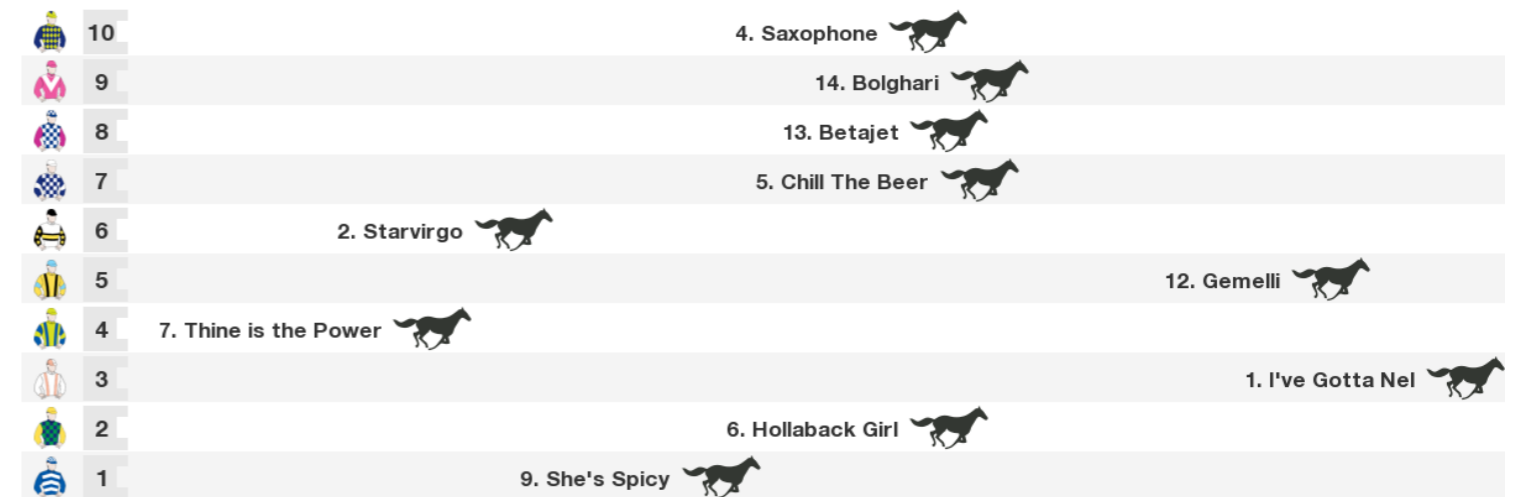 10 4. Saxophone
9 14. Bolghari
8 13. Betajet
7 5. Chill The Beer
6 2. Starvirgo
5 12. Gemelli
4 7. Thine is the Power
3 1. I've Gotta Nel
2 6. Hollaback Girl
1 9. She's Spicy